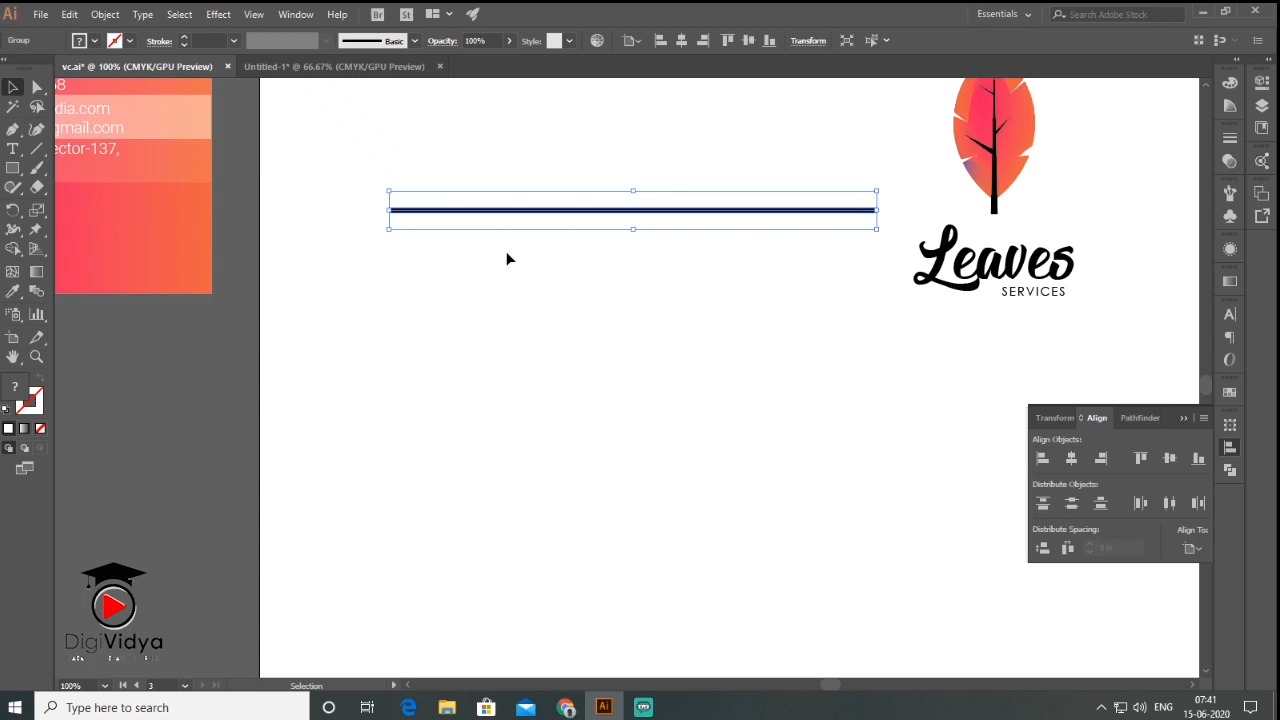 Ai File Edit Object Type Select Effect View Window Help Br St Essentials Search Adobe Stock
Group ? Stroke: Basic Opacity: 100% Style: Transform
vc.ai* @ 100% (CMYK/GPU Preview) × Untitled-1* @ 66.67% (CMYK/GPU Preview) ×
dia.com
gmail.com
ector-137,
Leaves
SERVICES
?
Transform Align Pathfinder
Align Objects:
Distribute Objects:
Distribute Spacing: Align To:
DigiVidya
100% 3 Selection
Type here to search
Ai
ENG
07:41
15-06-2020